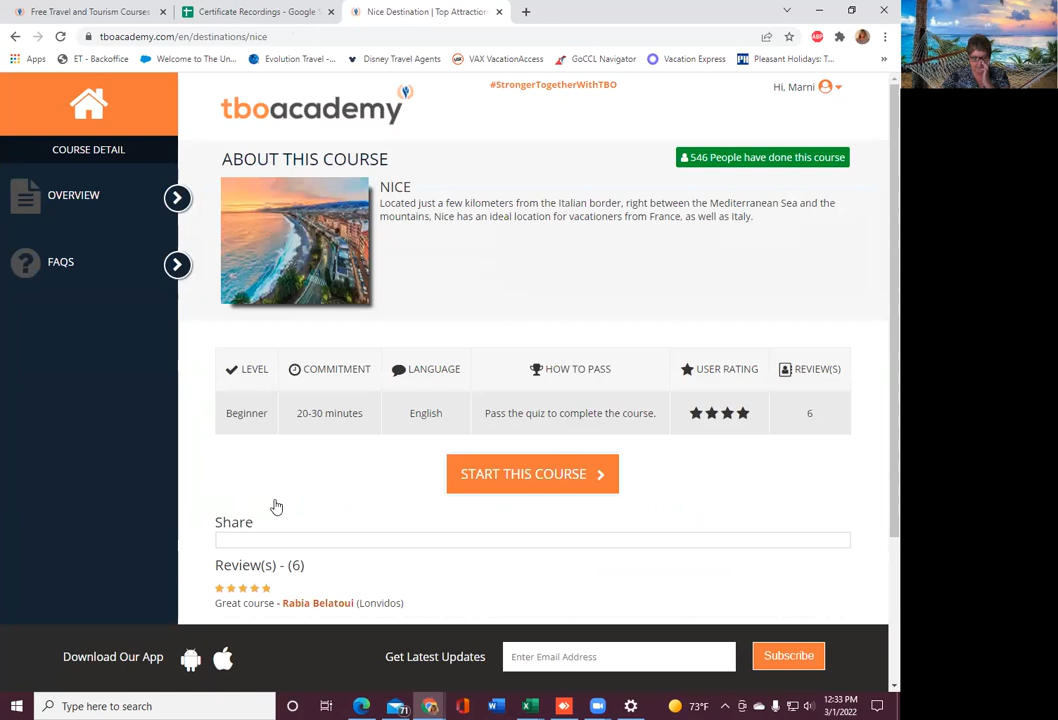 Free Travel and Tourism Courses
Certificate Recordings - Google S
Nice Destination | Top Attraction
tboacademy.com/en/destinations/nice
Apps
ET - Backoffice
Welcome to The Un...
Evolution Travel -...
Disney Travel Agents
VAX VacationAccess
GoCCL Navigator
Vacation Express
Pleasant Holidays: T...
COURSE DETAIL
OVERVIEW
FAQS
tboacademy
#StrongerTogetherWithTBO
Hi, Marni
ABOUT THIS COURSE
546 People have done this course
NICE
Located just a few kilometers from the Italian border, right between the Mediterranean Sea and the
mountains, Nice has an ideal location for vacationers from France, as well as Italy.
LEVEL COMMITMENT LANGUAGE HOW TO PASS USER RATING REVIEW(S)
Beginner 20-30 minutes English Pass the quiz to complete the course. 6
START THIS COURSE
Share
Review(s) - (6)
Great course - Rabia Belatoui (Lonvidos)
Download Our App
Get Latest Updates
Enter Email Address
Subscribe
Type here to search
71
73°F
12:33 PM
3/1/2022